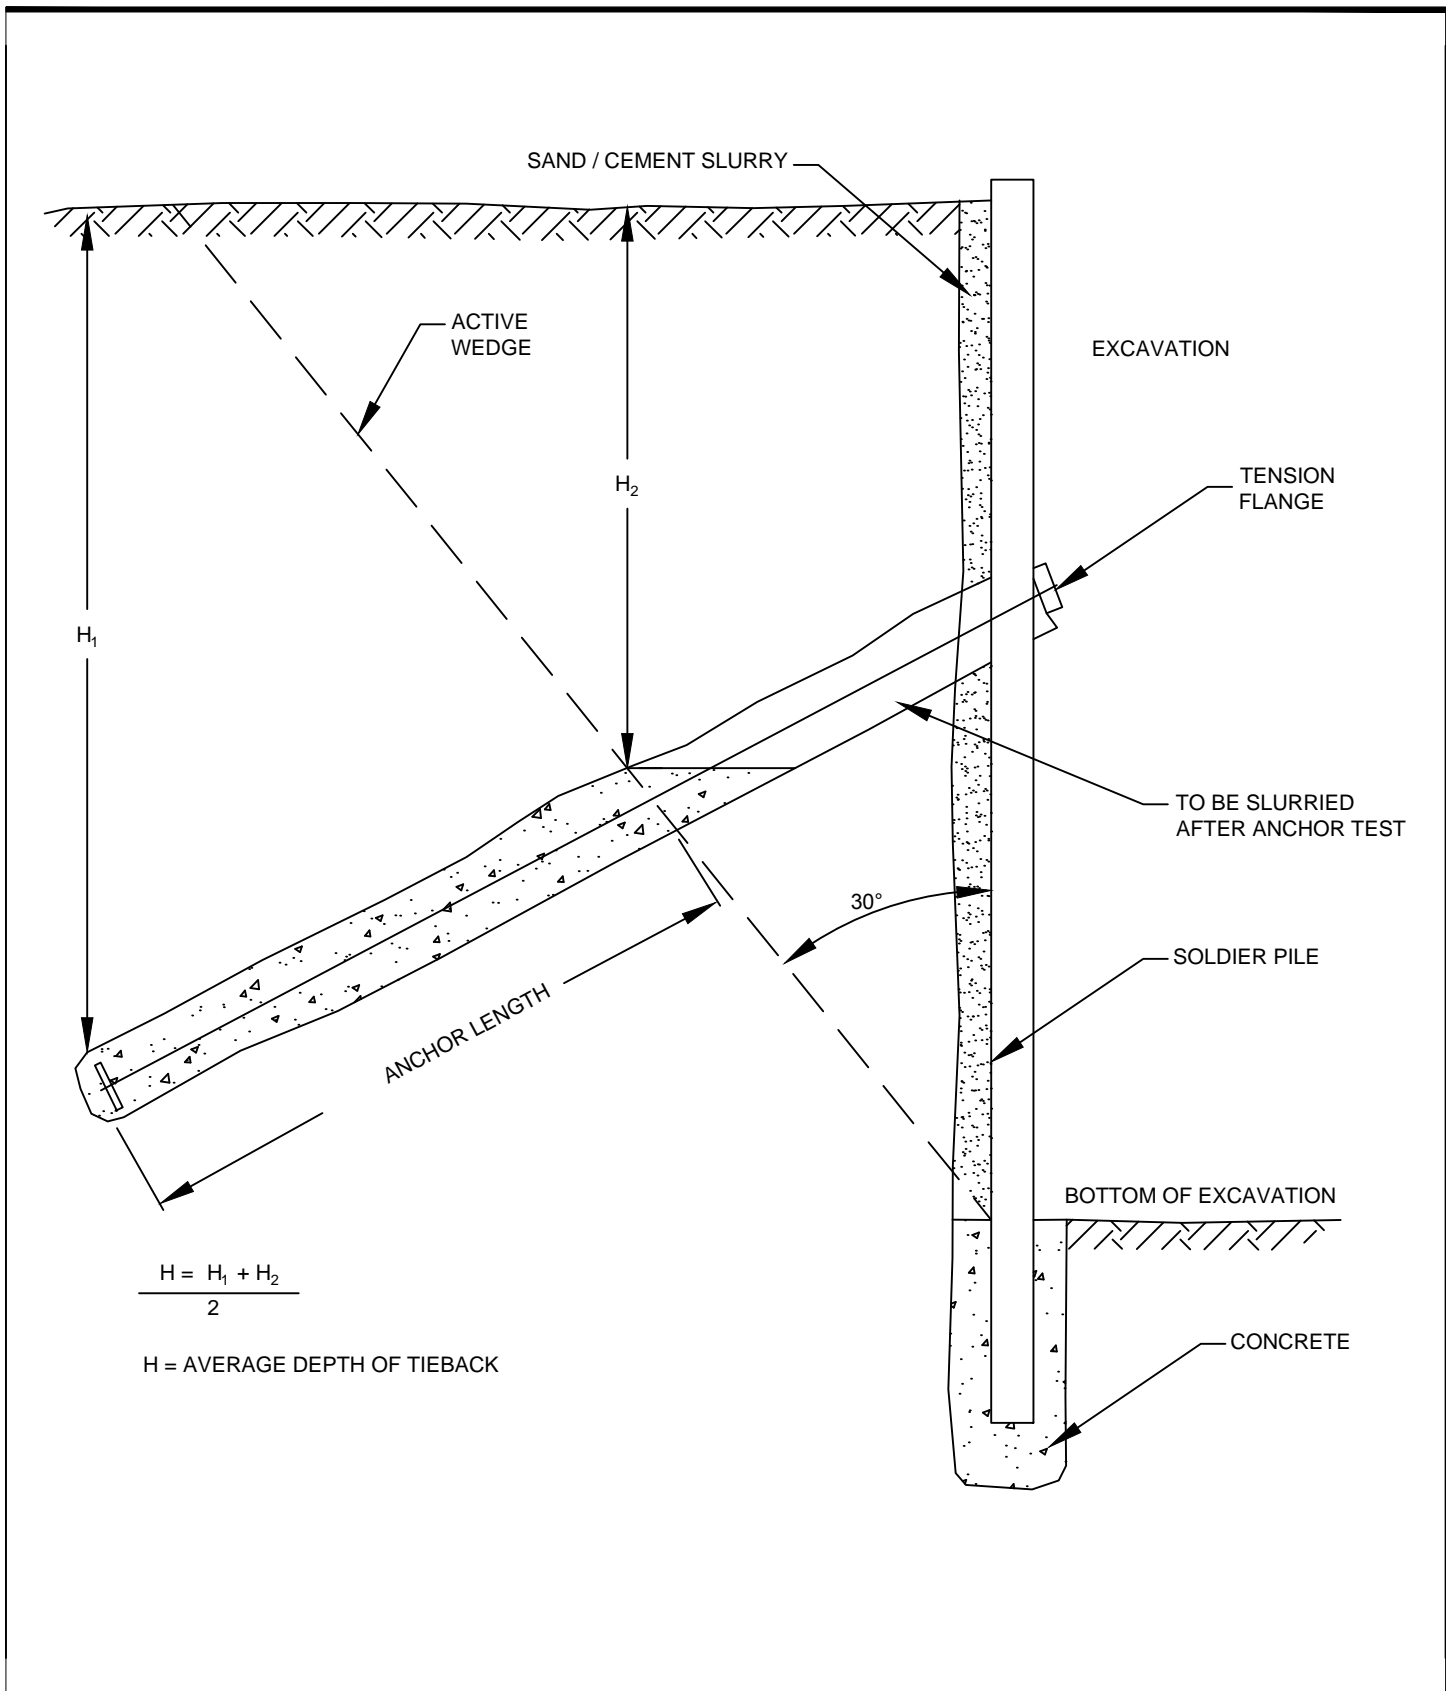 SAND / CEMENT SLURRY
ACTIVE
WEDGE
EXCAVATION
H₂
TENSION
FLANGE
H₁
TO BE SLURRIED
AFTER ANCHOR TEST
30°
SOLDIER PILE
ANCHOR LENGTH
BOTTOM OF EXCAVATION
H = H₁ + H₂
2
CONCRETE
H = AVERAGE DEPTH OF TIEBACK